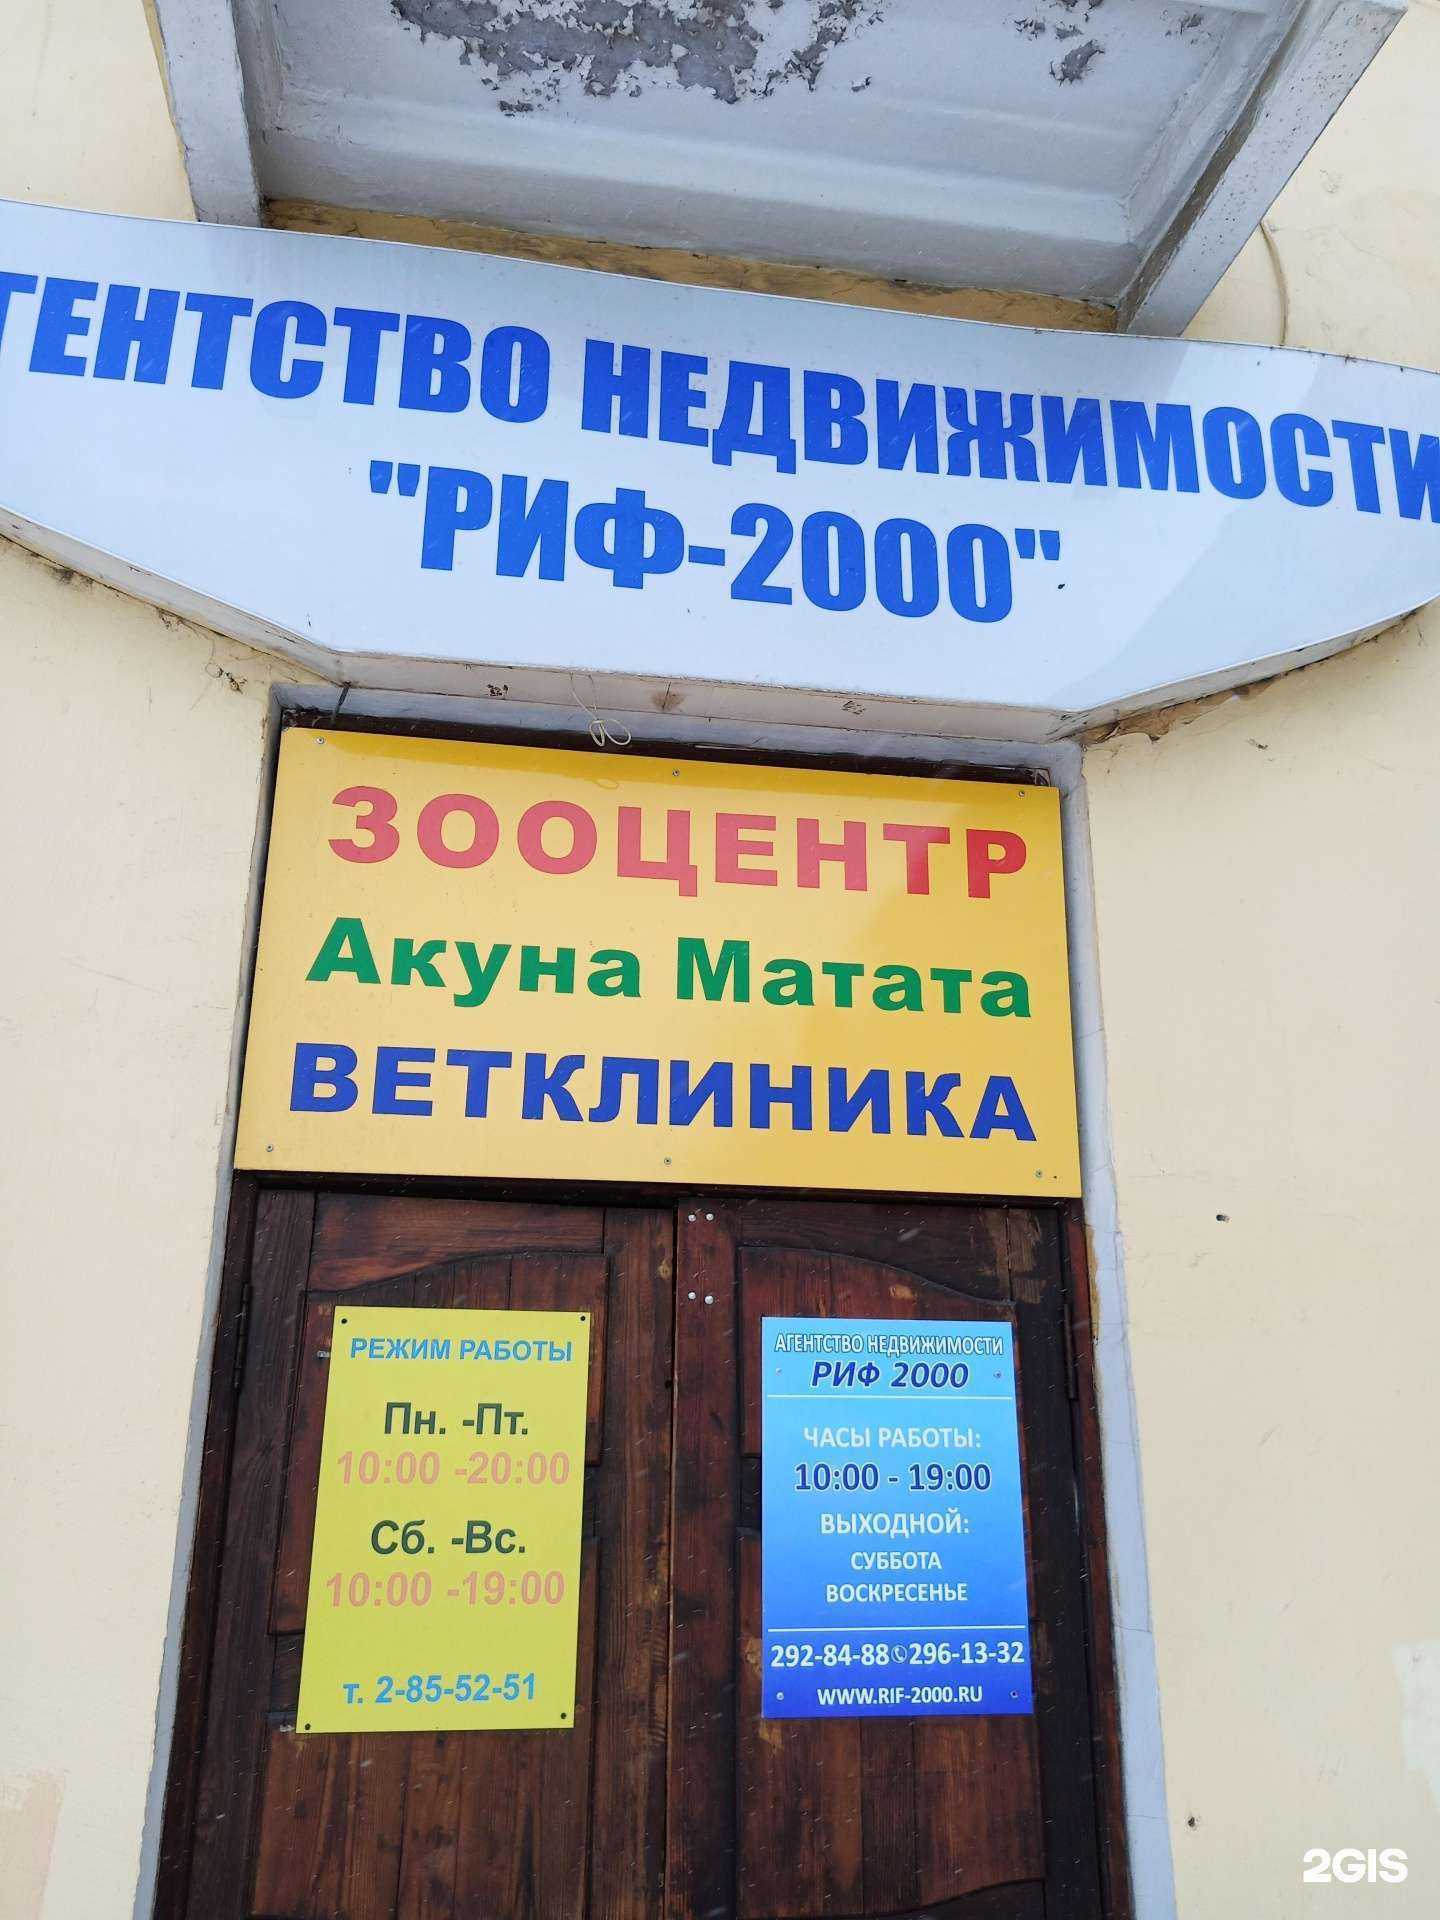 ГЕНТСТВО НЕДВИЖИМОСТИ
"РИФ-2000"
ЗООЦЕНТР
Акуна Матата
ВЕТКЛИНИКА
РЕЖИМ РАБОТЫ
Пн. -Пт.
10:00 -20:00
Сб. -Вс.
10:00 -19:00
т. 2-85-52-51
АГЕНТСТВО НЕДВИЖИМОСТИ
РИФ 2000
ЧАСЫ РАБОТЫ:
10:00 - 19:00
ВЫХОДНОЙ:
СУББОТА
ВОСКРЕСЕНЬЕ
292-84-88 296-13-32
WWW.RIF-2000.RU
2GIS